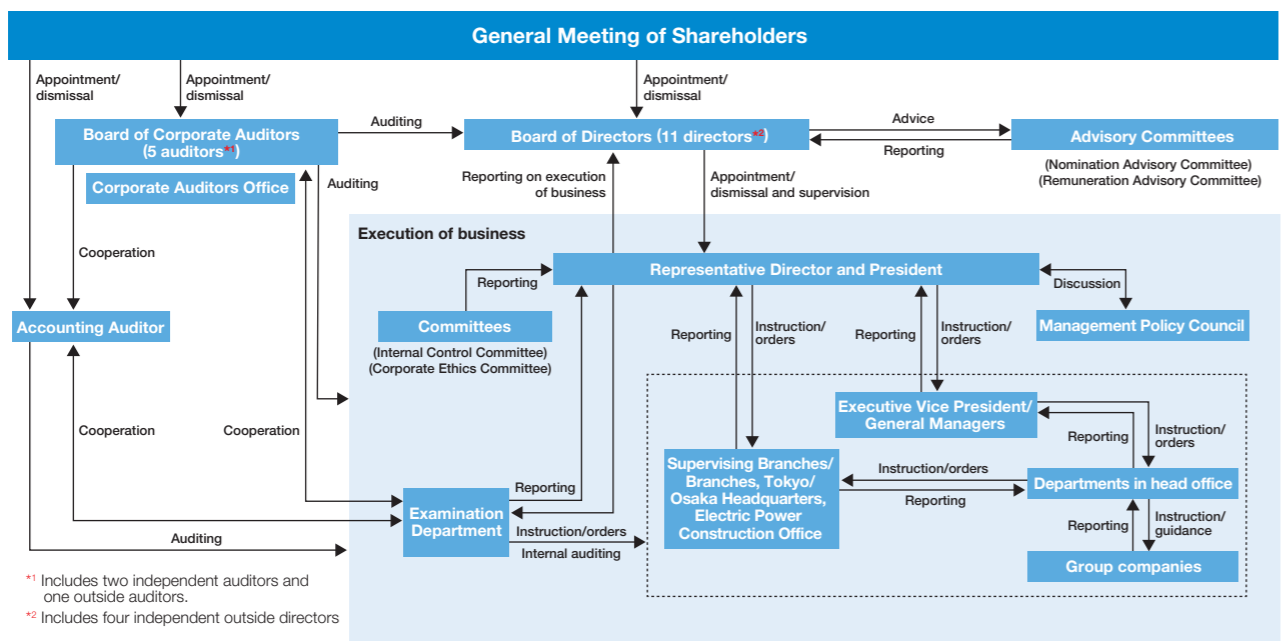 General Meeting of Shareholders
Appointment/
dismissal
Appointment/
dismissal
Appointment/
dismissal
Board of Corporate Auditors
(5 auditors*1)
Auditing
Board of Directors (11 directors*2)
Advice
Reporting
Advisory Committees
(Nomination Advisory Committee)
(Remuneration Advisory Committee)
Corporate Auditors Office
Auditing
Reporting on execution
of business
Appointment/
dismissal and supervision
Execution of business
Cooperation
Representative Director and President
Reporting
Discussion
Accounting Auditor
Committees
(Internal Control Committee)
(Corporate Ethics Committee)
Reporting
Instruction/
orders
Reporting
Instruction/
orders
Management Policy Council
Executive Vice President/
General Managers
Cooperation
Cooperation
Reporting
Instruction/
orders
Supervising Branches/
Branches, Tokyo/
Osaka Headquarters,
Electric Power
Construction Office
Instruction/orders
Reporting
Departments in head office
Reporting
Examination
Department
Instruction/orders
Internal auditing
Reporting
Instruction/
guidance
Auditing
Group companies
*1 Includes two independent auditors and
one outside auditors.
*2 Includes four independent outside directors